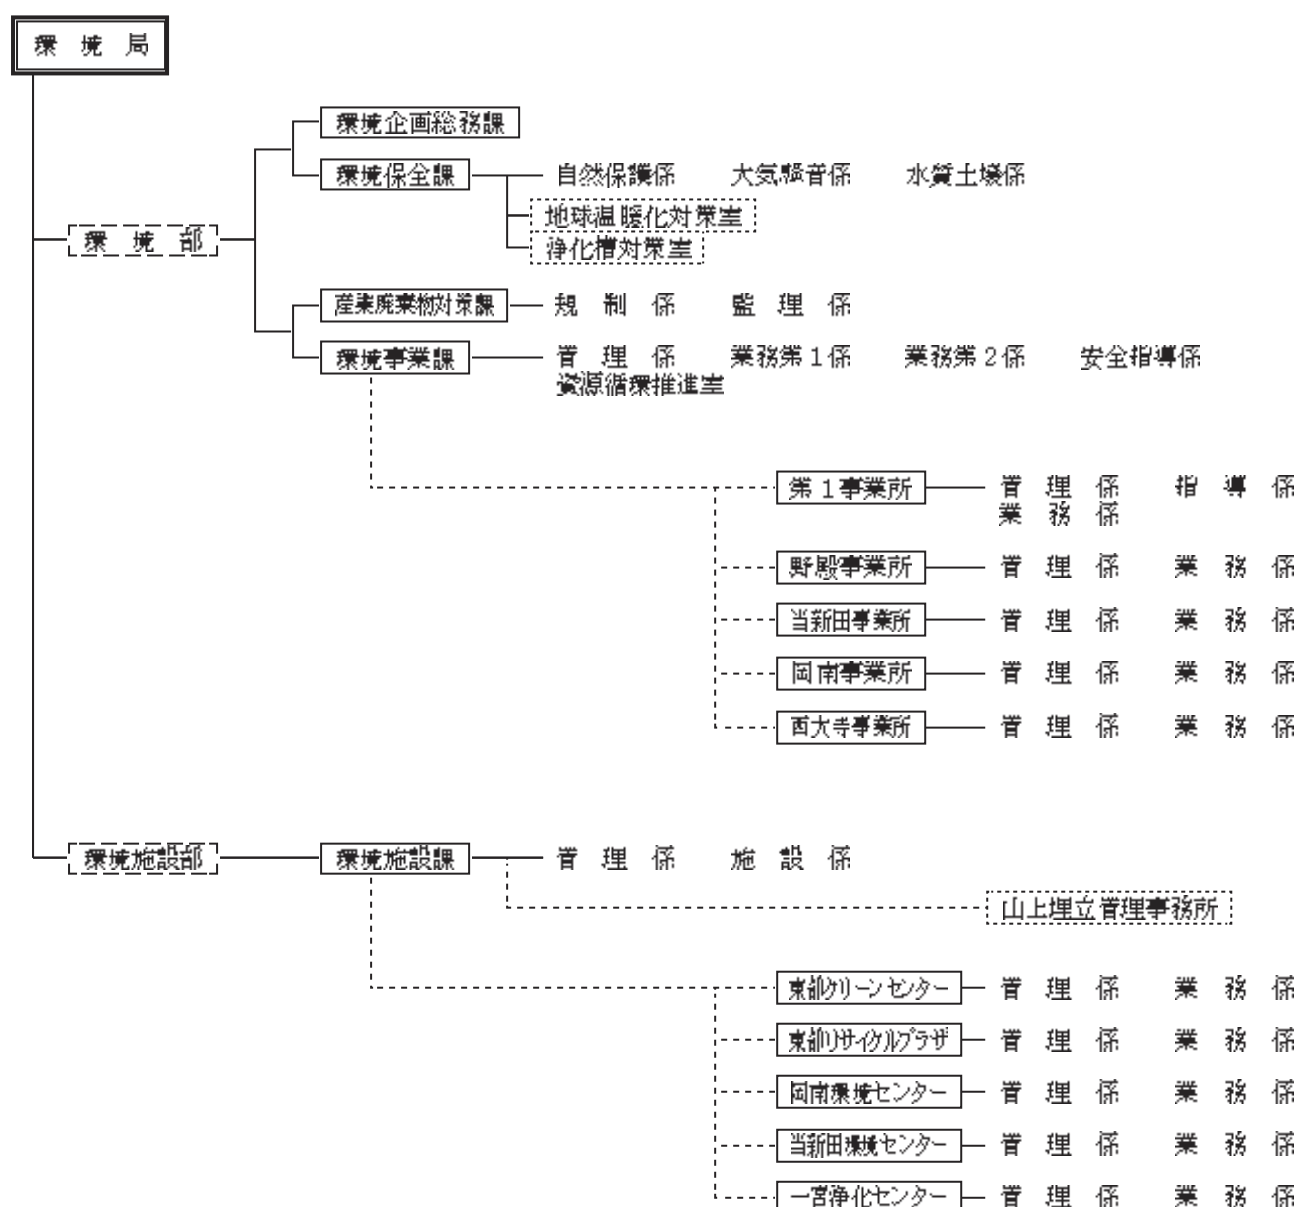 環 境 局
環境企画総務課
環境保全課 自然保護係 大気騒音係 水質土壌係
地球温暖化対策室
環 境 部
浄化槽対策室
産業廃棄物対策課 規 制 係 監 理 係
環境事業課 管 理 係 業務第1係 業務第2係 安全指導係
資源循環推進室
第1事業所 管 理 係 指 導 係
業 務 係
野殿事業所 管 理 係 業 務 係
当新田事業所 管 理 係 業 務 係
岡南事業所 管 理 係 業 務 係
西大寺事業所 管 理 係 業 務 係
環境施設部 環境施設課 管 理 係 施 設 係
山上埋立管理事務所
東部クリーンセンター 管 理 係 業 務 係
東部リサイクルプラザ 管 理 係 業 務 係
岡南環境センター 管 理 係 業 務 係
当新田環境センター 管 理 係 業 務 係
一宮浄化センター 管 理 係 業 務 係